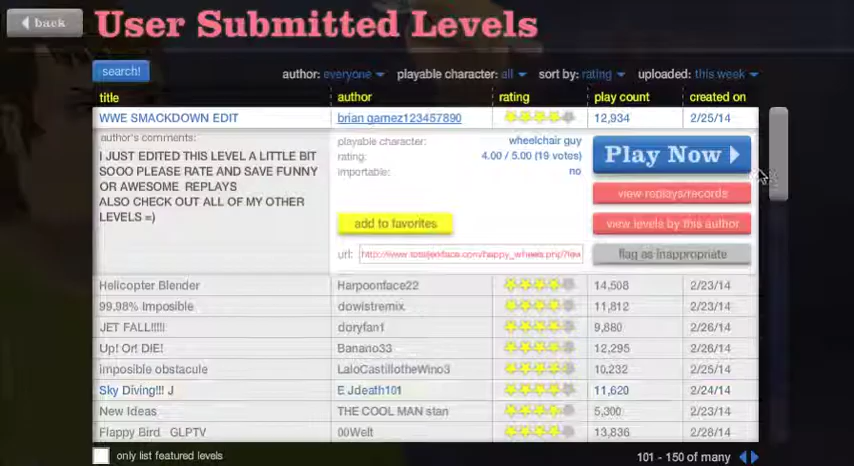 back
User Submitted Levels
search!
author: everyone playable character: all sort by: rating uploaded: this week
title author rating play count created on
WWE SMACKDOWN EDIT brian gamez123457890 12,934 2/25/14
author's comments:
I JUST EDITED THIS LEVEL A LITTLE BIT
SOOO PLEASE RATE AND SAVE FUNNY
OR AWESOME REPLAYS
ALSO CHECK OUT ALL OF MY OTHER
LEVELS =)
playable character: wheelchair guy
rating: 4.00 / 5.00 (19 votes)
importable: no
add to favorites
url: http://www.totaljerkface.com/happy_wheels.php?lev
Play Now
view replays/records
view levels by this author
flag as inappropriate
Helicopter Blender Harpoonface22 14,508 2/23/14
99,98% Imposible dowistremix 11,812 2/23/14
JET FALL!!!!! doryfan1 9,880 2/26/14
Up! Or! DIE! Banano33 12,295 2/26/14
imposible obstacule LaloCastillotheWino3 10,232 2/25/14
Sky Diving!!! J E Jdeath101 11,620 2/24/14
New Ideas THE COOL MAN stan 5,300 2/23/14
Flappy Bird GLPTV 00Welt 13,836 2/28/14
only list featured levels 101 - 150 of many